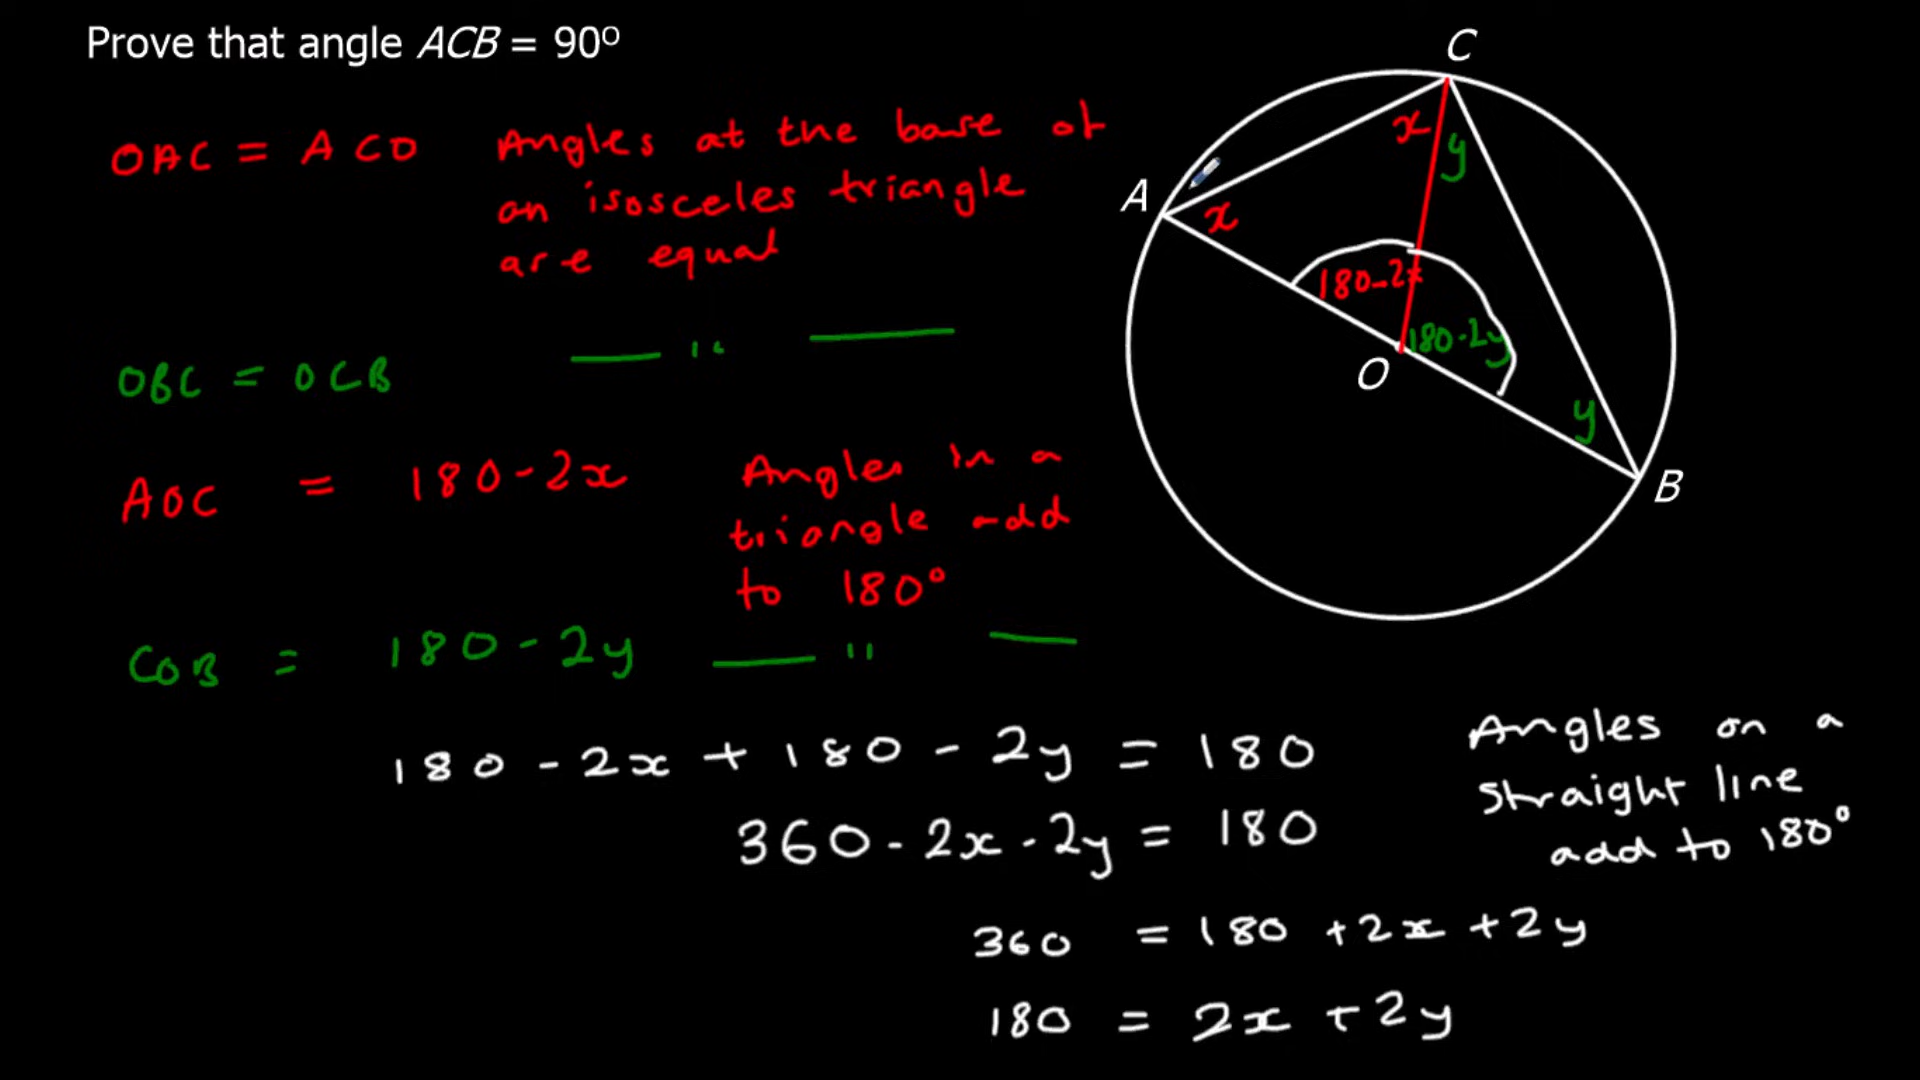 Prove that angle ACB = 90°
OAC = ACO Angles at the base of
an isosceles triangle
are equal
OBC = OCB —— " ——
AOC = 180-2x Angles in a
triangle add
to 180°
COB = 180-2y —— " ——
180-2x + 180-2y = 180
360-2x-2y = 180
360 = 180 +2x +2y
180 = 2x +2y
Angles on a
straight line
add to 180°
C
x
y
A
x
180-2x
180-2y
O
y
B